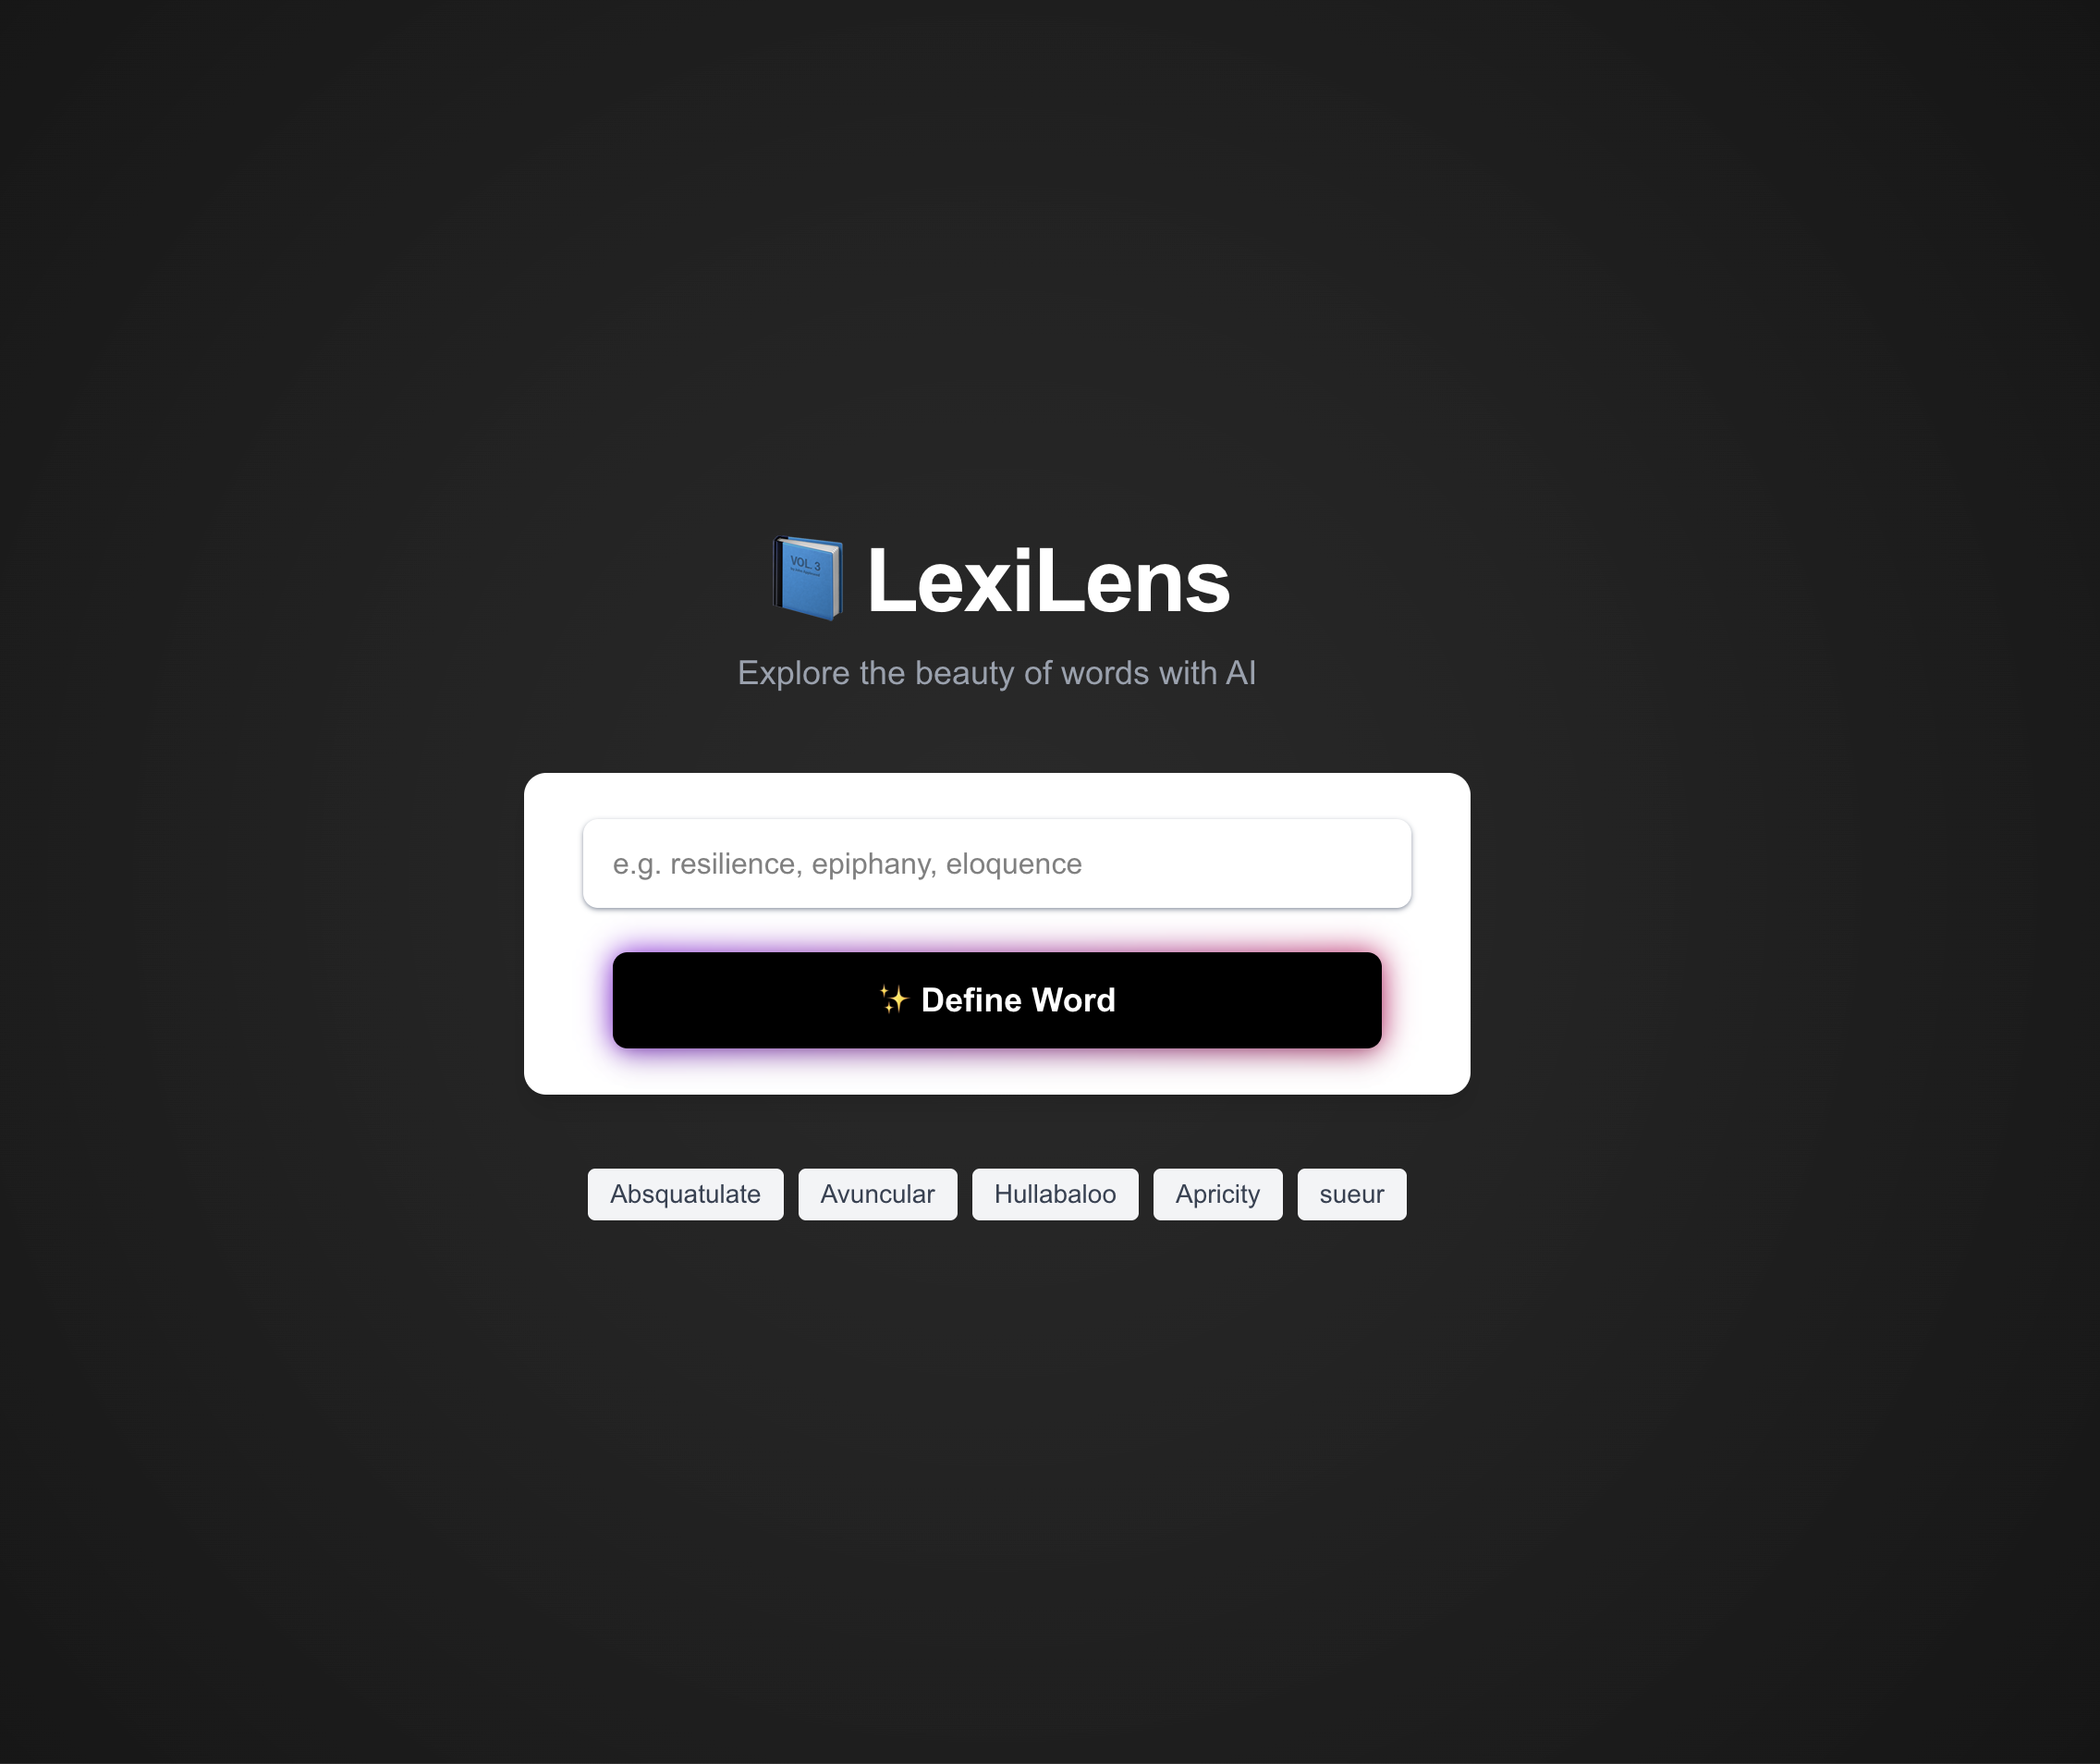 VOL. 3
LexiLens
Explore the beauty of words with AI
e.g. resilience, epiphany, eloquence
✨ Define Word
Absquatulate Avuncular Hullabaloo Apricity sueur